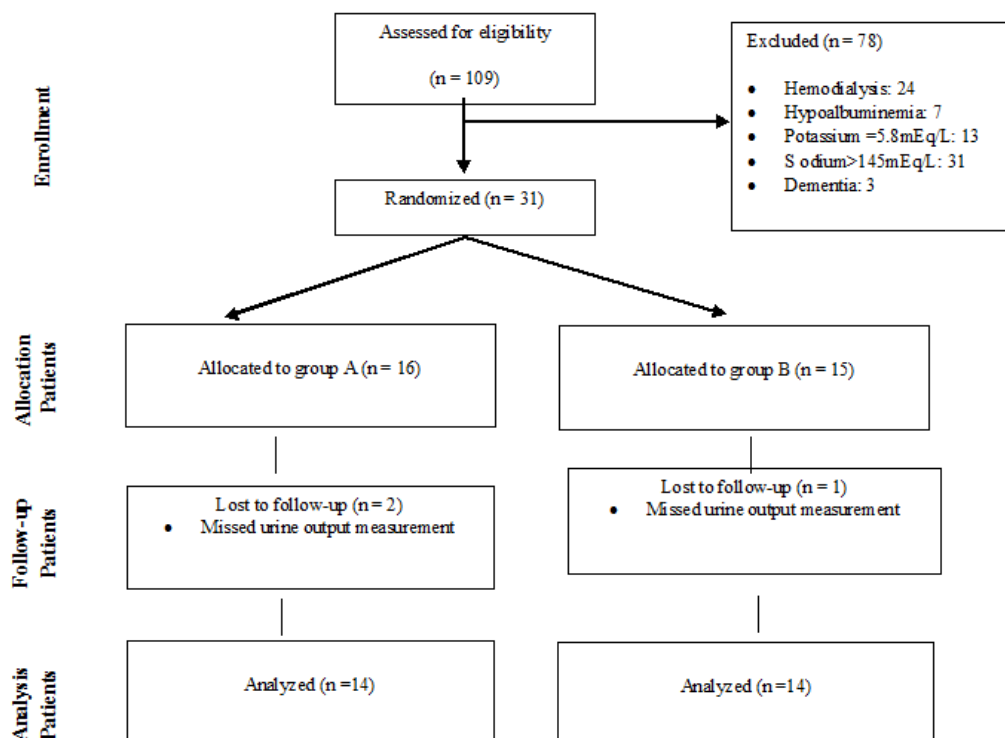 Assessed for eligibility
(n = 109)
Excluded (n = 78)
• Hemodialysis: 24
• Hypoalbuminemia: 7
• Potassium =5.8mEq/L: 13
• S odium>145mEq/L: 31
• Dementia: 3
Enrollment
Randomized (n = 31)
Allocation
Patients
Allocated to group A (n = 16)
Allocated to group B (n = 15)
Follow-up
Patients
Lost to follow-up (n = 2)
• Missed urine output measurement
Lost to follow-up (n = 1)
• Missed urine output measurement
Analysis
Patients
Analyzed (n =14)
Analyzed (n =14)